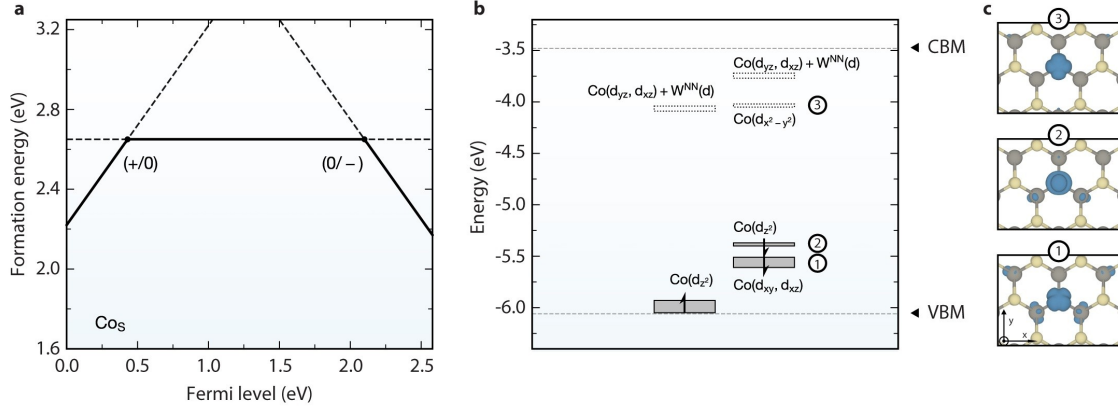 a
3.2
2.8
2.4
2.0
1.6
Formation energy (eV)
(+/0)
(0/−)
Co_S
0.0 0.5 1.0 1.5 2.0 2.5
Fermi level (eV)
b
-3.5
-4.0
-4.5
-5.0
-5.5
-6.0
Energy (eV)
CBM
Co(d_yz, d_xz) + W^NN(d)
Co(d_yz, d_xz) + W^NN(d)
3
Co(d_x²−y²)
Co(d_z²)
2
1
Co(d_xy, d_xz)
Co(d_z²)
VBM
c
3
2
1
y
x